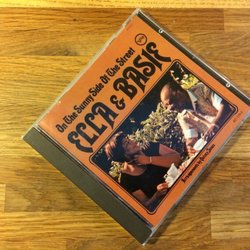 On The Sunny Side Of The Street
ELLA & BASIE